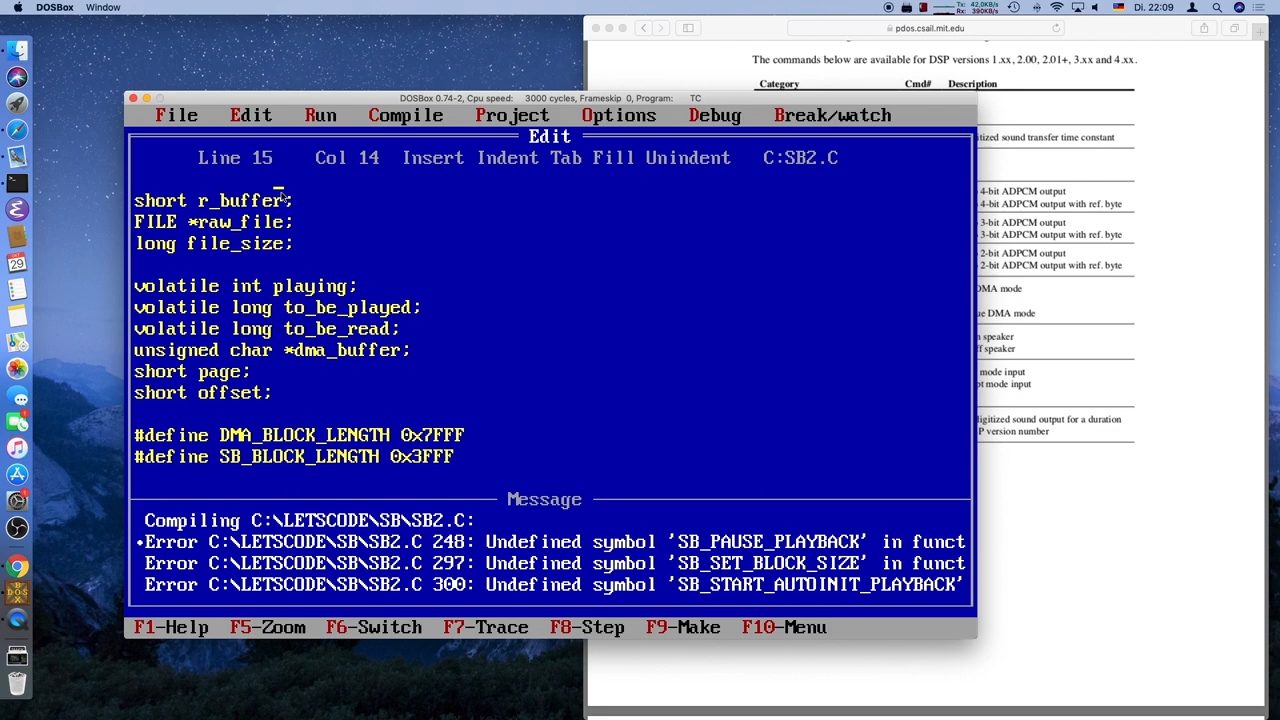 DOSBox Window
Tx: 42,0KB/s
Rx: 390KB/s
Di. 22:09
pdos.csail.mit.edu
The commands below are available for DSP versions 1.xx, 2.00, 2.01+, 3.xx and 4.xx.
Category Cmd# Description
itized sound transfer time constant
4-bit ADPCM output
4-bit ADPCM output with ref. byte
3-bit ADPCM output
3-bit ADPCM output with ref. byte
2-bit ADPCM output
2-bit ADPCM output with ref. byte
DMA mode
ue DMA mode
n speaker
ff speaker
mode input
pt mode input
igitized sound output for a duration
P version number
DOSBox 0.74-2, Cpu speed: 3000 cycles, Frameskip 0, Program: TC
File Edit Run Compile Project Options Debug Break/watch
Edit
Line 15 Col 14 Insert Indent Tab Fill Unindent C:SB2.C
short r_buffer;
FILE *raw_file;
long file_size;
volatile int playing;
volatile long to_be_played;
volatile long to_be_read;
unsigned char *dma_buffer;
short page;
short offset;
#define DMA_BLOCK_LENGTH 0x7FFF
#define SB_BLOCK_LENGTH 0x3FFF
Message
Compiling C:\LETSCODE\SB\SB2.C:
•Error C:\LETSCODE\SB\SB2.C 248: Undefined symbol 'SB_PAUSE_PLAYBACK' in funct
Error C:\LETSCODE\SB\SB2.C 297: Undefined symbol 'SB_SET_BLOCK_SIZE' in funct
Error C:\LETSCODE\SB\SB2.C 300: Undefined symbol 'SB_START_AUTOINIT_PLAYBACK'
F1-Help F5-Zoom F6-Switch F7-Trace F8-Step F9-Make F10-Menu
29
DOS